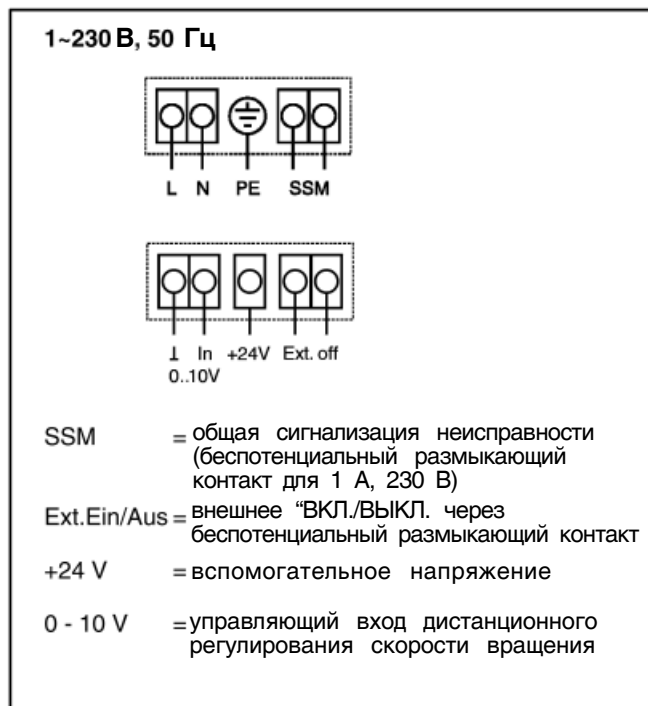 1~230 В, 50 Гц
L N PE SSM
⊥ In +24V Ext. off
0..10V
SSM = общая сигнализация неисправности
(беспотенциальный размыкающий
контакт для 1 А, 230 В)
Ext.Ein/Aus = внешнее “ВКЛ./ВЫКЛ. через
беспотенциальный размыкающий контакт
+24 V = вспомогательное напряжение
0 - 10 V = управляющий вход дистанционного
регулирования скорости вращения